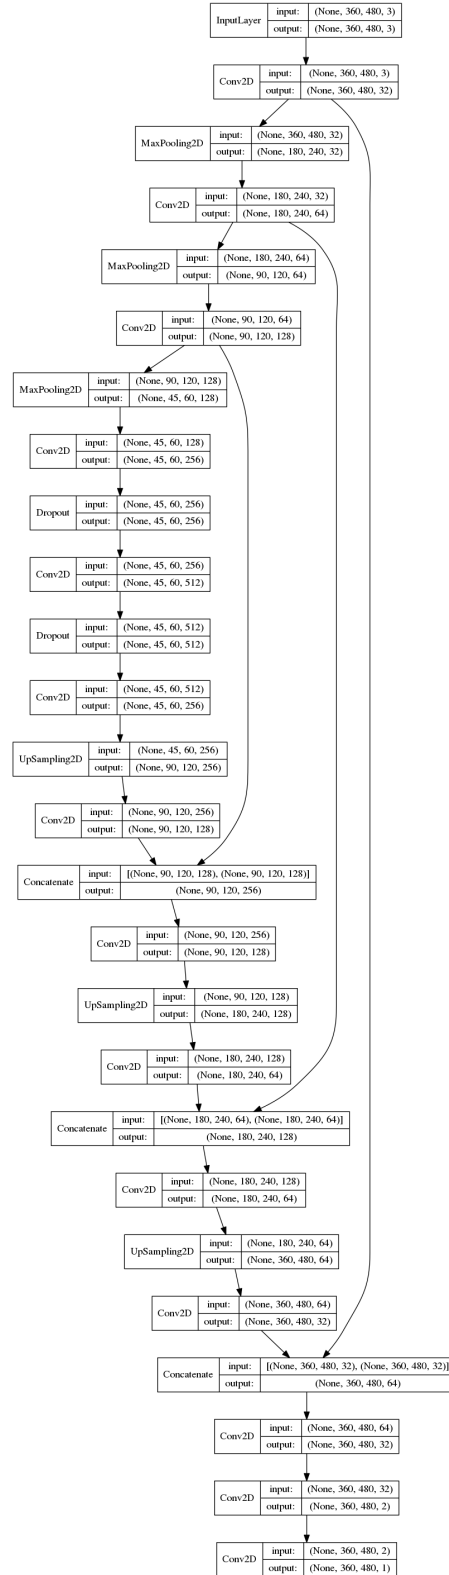 InputLayer
input: (None, 360, 480, 3)
output: (None, 360, 480, 3)
Conv2D
input: (None, 360, 480, 3)
output: (None, 360, 480, 32)
MaxPooling2D
input: (None, 360, 480, 32)
output: (None, 180, 240, 32)
Conv2D
input: (None, 180, 240, 32)
output: (None, 180, 240, 64)
MaxPooling2D
input: (None, 180, 240, 64)
output: (None, 90, 120, 64)
Conv2D
input: (None, 90, 120, 64)
output: (None, 90, 120, 128)
MaxPooling2D
input: (None, 90, 120, 128)
output: (None, 45, 60, 128)
Conv2D
input: (None, 45, 60, 128)
output: (None, 45, 60, 256)
Dropout
input: (None, 45, 60, 256)
output: (None, 45, 60, 256)
Conv2D
input: (None, 45, 60, 256)
output: (None, 45, 60, 512)
Dropout
input: (None, 45, 60, 512)
output: (None, 45, 60, 512)
Conv2D
input: (None, 45, 60, 512)
output: (None, 45, 60, 256)
UpSampling2D
input: (None, 45, 60, 256)
output: (None, 90, 120, 256)
Conv2D
input: (None, 90, 120, 256)
output: (None, 90, 120, 128)
Concatenate
input: [(None, 90, 120, 128), (None, 90, 120, 128)]
output: (None, 90, 120, 256)
Conv2D
input: (None, 90, 120, 256)
output: (None, 90, 120, 128)
UpSampling2D
input: (None, 90, 120, 128)
output: (None, 180, 240, 128)
Conv2D
input: (None, 180, 240, 128)
output: (None, 180, 240, 64)
Concatenate
input: [(None, 180, 240, 64), (None, 180, 240, 64)]
output: (None, 180, 240, 128)
Conv2D
input: (None, 180, 240, 128)
output: (None, 180, 240, 64)
UpSampling2D
input: (None, 180, 240, 64)
output: (None, 360, 480, 64)
Conv2D
input: (None, 360, 480, 64)
output: (None, 360, 480, 32)
Concatenate
input: [(None, 360, 480, 32), (None, 360, 480, 32)]
output: (None, 360, 480, 64)
Conv2D
input: (None, 360, 480, 64)
output: (None, 360, 480, 32)
Conv2D
input: (None, 360, 480, 32)
output: (None, 360, 480, 2)
Conv2D
input: (None, 360, 480, 2)
output: (None, 360, 480, 1)